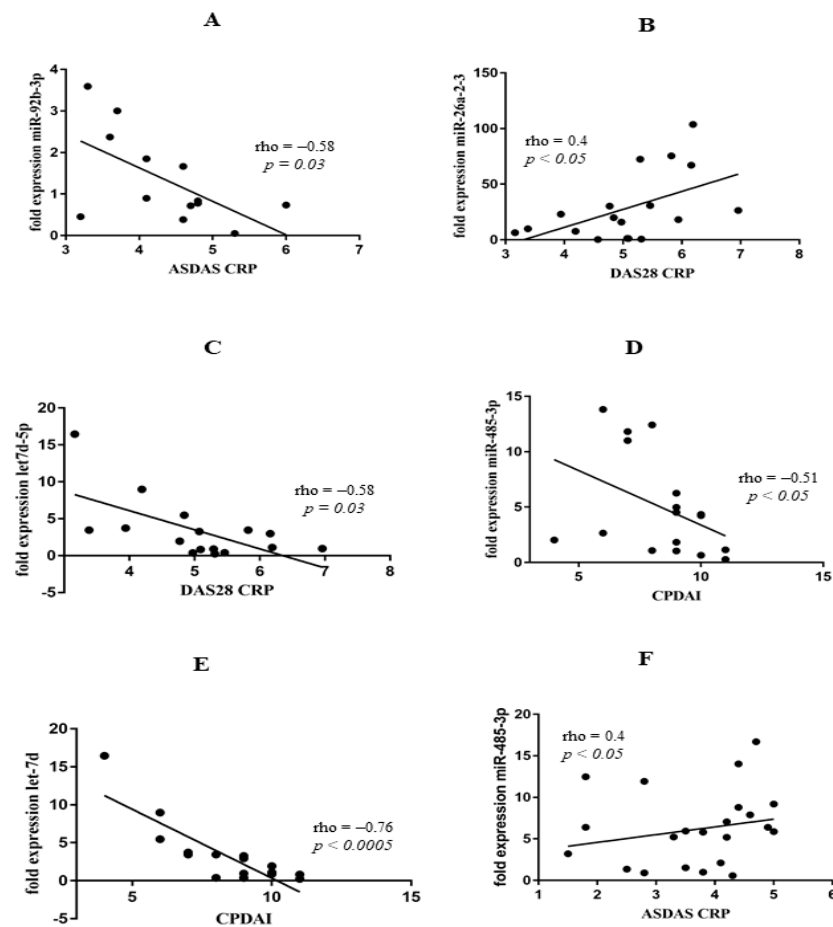 A
fold expression miR-92b-3p
4
3
2
1
0
rho = –0.58
p = 0.03
3 4 5 6 7
ASDAS CRP
B
fold expression miR-26a-2-3
150
100
50
0
rho = 0.4
p < 0.05
3 4 5 6 7 8
DAS28 CRP
C
fold expression let7d-5p
20
15
10
5
0
-5
rho = –0.58
p = 0.03
4 5 6 7 8
DAS28 CRP
D
fold expression miR-485-3p
15
10
5
0
rho = –0.51
p < 0.05
5 10 15
CPDAI
E
fold expression let-7d
20
15
10
5
0
-5
rho = –0.76
p < 0.0005
5 10 15
CPDAI
F
fold expression miR-485-3p
20
15
10
5
0
rho = 0.4
p < 0.05
1 2 3 4 5 6
ASDAS CRP